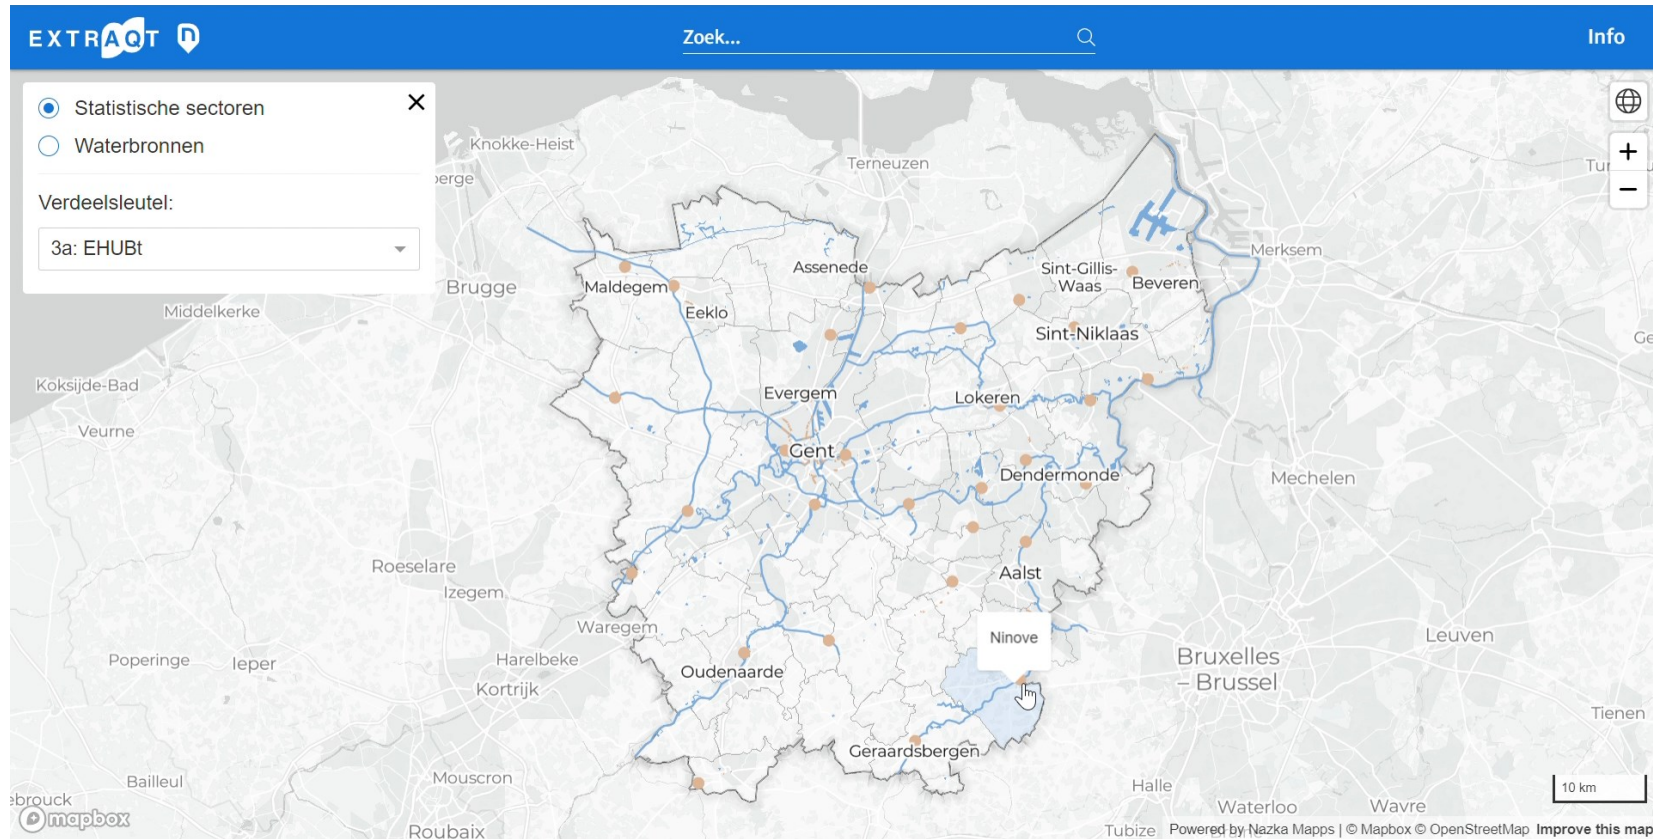 EXTRAQT n
Zoek...
Info
Statistische sectoren
Waterbronnen
Verdeelsleutel:
3a: EHUBt
Knokke-Heist
Terneuzen
Merksem
Assenede
Sint-Gillis-
Waas
Beveren
Brugge
Maldegem
Middelkerke
Eeklo
Sint-Niklaas
Koksijde-Bad
Evergem
Lokeren
Veurne
Gent
Dendermonde
Mechelen
Roeselare
Aalst
Izegem
Waregem
Ninove
Leuven
Poperinge
Ieper
Harelbeke
Oudenaarde
Bruxelles
– Brussel
Kortrijk
Tienen
Geraardsbergen
Bailleul
Mouscron
Halle
10 km
ebrouck
Waterloo
Wavre
mapbox
Roubaix
Tubize
Powered by Nazka Mapps | © Mapbox © OpenStreetMap Improve this map